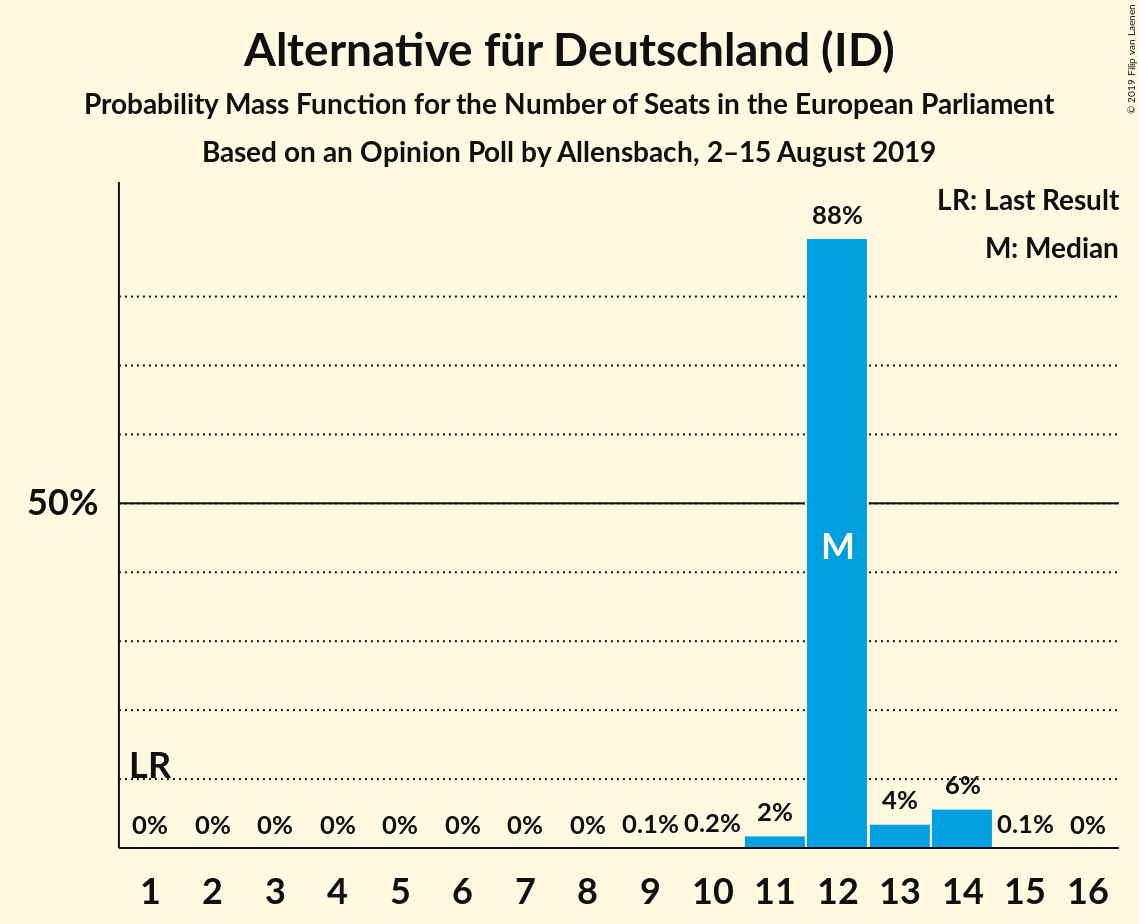 Alternative für Deutschland (ID)
Probability Mass Function for the Number of Seats in the European Parliament
Based on an Opinion Poll by Allensbach, 2–15 August 2019
© 2019 Filip van Laenen
LR: Last Result
M: Median
88%
50%
M
LR
0% 0% 0% 0% 0% 0% 0% 0% 0.1% 0.2% 2% 4% 6% 0.1% 0%
1 2 3 4 5 6 7 8 9 10 11 12 13 14 15 16